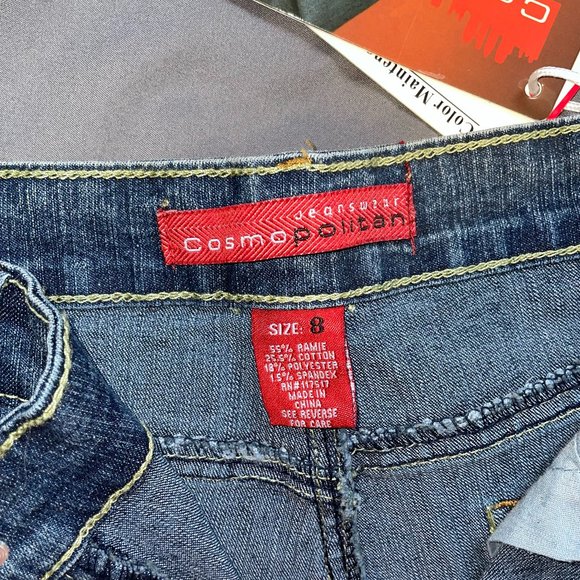 Color Mainten
Jeanswear
Cosmopolitan
SIZE: 8
55% RAMIE
25.5% COTTON
18% POLYESTER
1.5% SPANDEX
RN#117517
MADE IN
CHINA
SEE REVERSE
FOR CARE